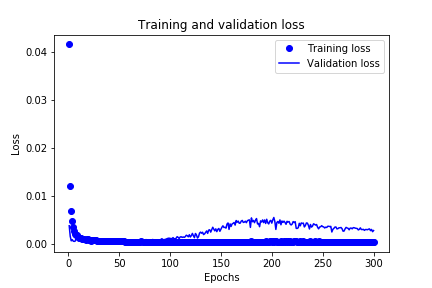 Training and validation loss
Training loss
Validation loss
0.04
0.03
0.02
0.01
0.00
Loss
0 50 100 150 200 250 300
Epochs